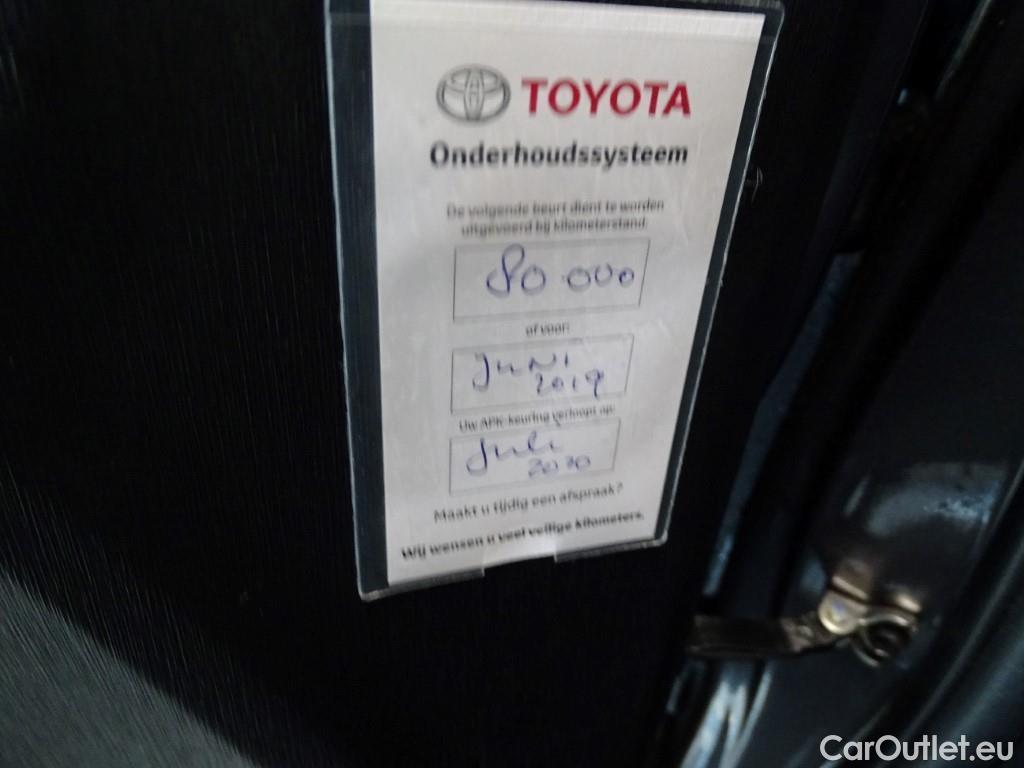 TOYOTA
Onderhoudssysteem
De volgende beurt dient te worden
uitgevoerd bij kilometerstand:
80.000
of voor:
Juni
2019
Uw APK-keuring verloopt op:
Juli
2020
Maakt u tijdig een afspraak?
Wij wensen u veel veilige kilometers.
CarOutlet.eu